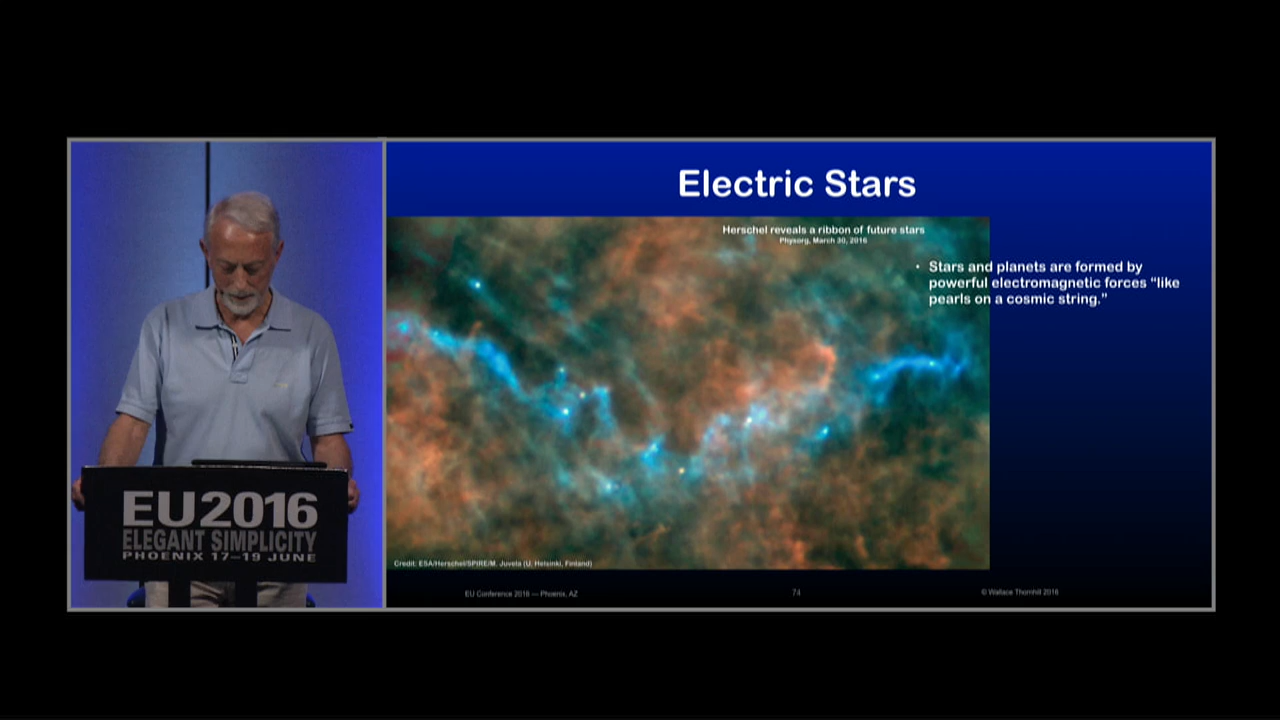 Electric Stars
Herschel reveals a ribbon of future stars
Physorg, March 30, 2016
• Stars and planets are formed by
powerful electromagnetic forces “like
pearls on a cosmic string.”
Credit: ESA/Herschel/SPIRE/M. Juvela (U. Helsinki, Finland)
EU Conference 2016 — Phoenix, AZ
74
© Wallace Thornhill 2016
EU2016
ELEGANT SIMPLICITY
PHOENIX 17–19 JUNE